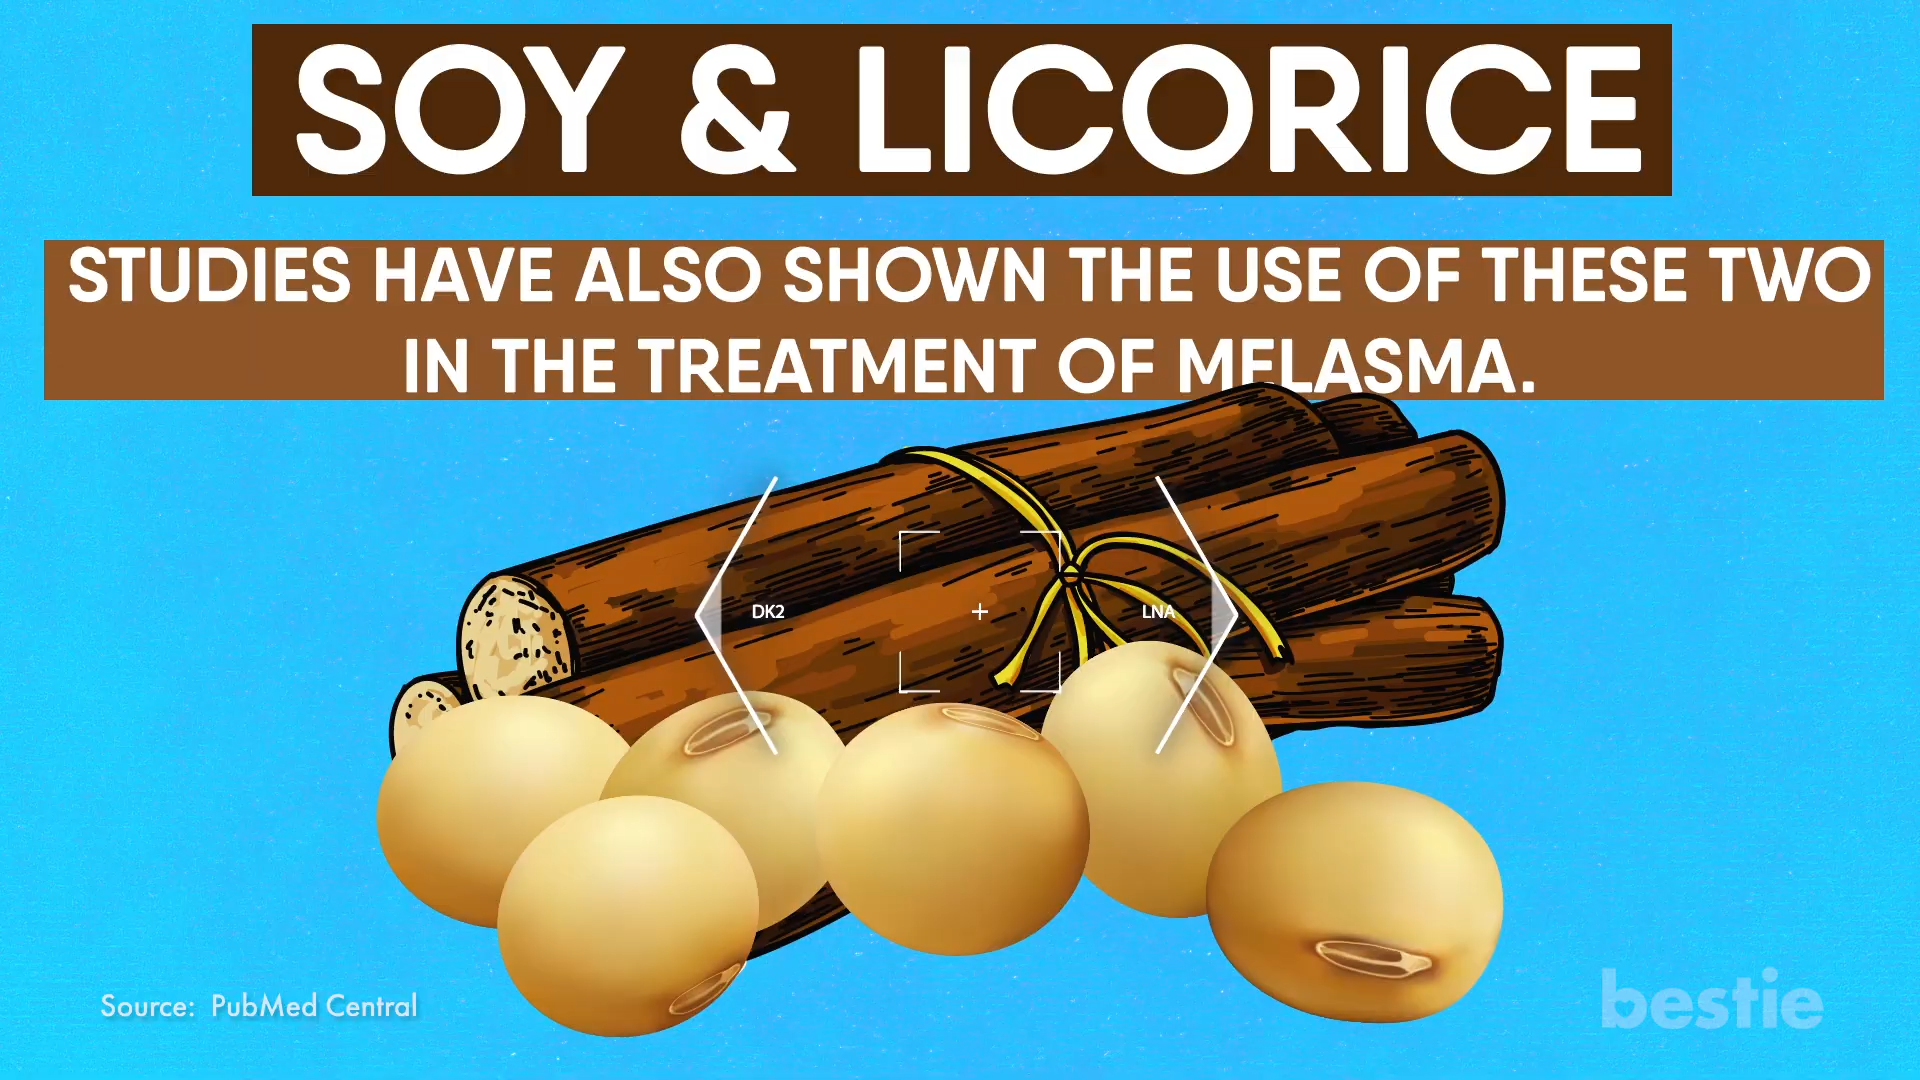 SOY & LICORICE
STUDIES HAVE ALSO SHOWN THE USE OF THESE TWO
IN THE TREATMENT OF MELASMA.
DK2
+
LNA
Source: PubMed Central
bestie